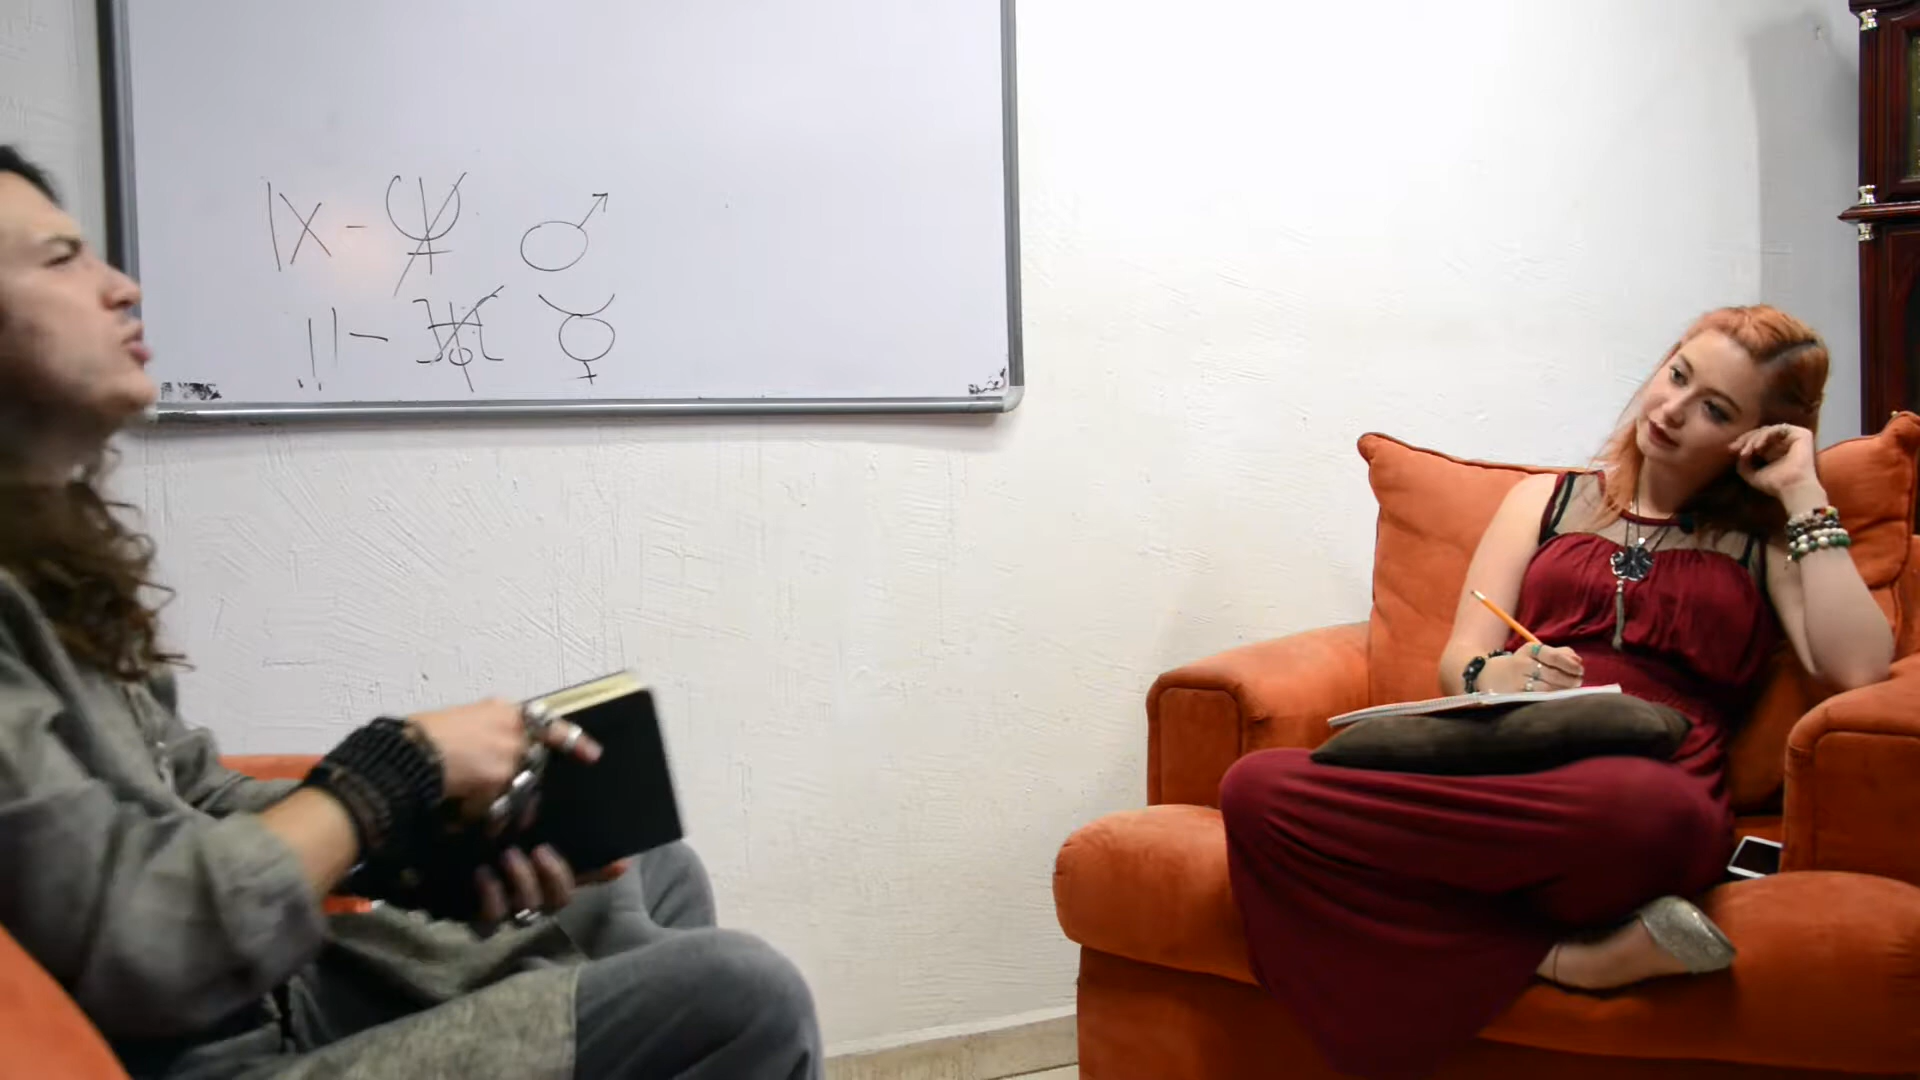 IX - ♆ ♂
II - ♅ ☿